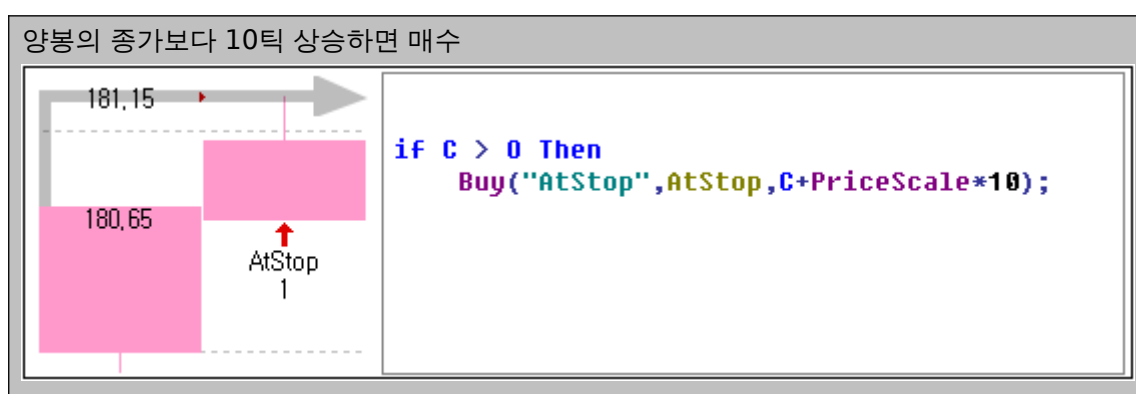 양봉의 종가보다 10틱 상승하면 매수
181,15
180,65
AtStop
1
if C > O Then
Buy("AtStop",AtStop,C+PriceScale*10);